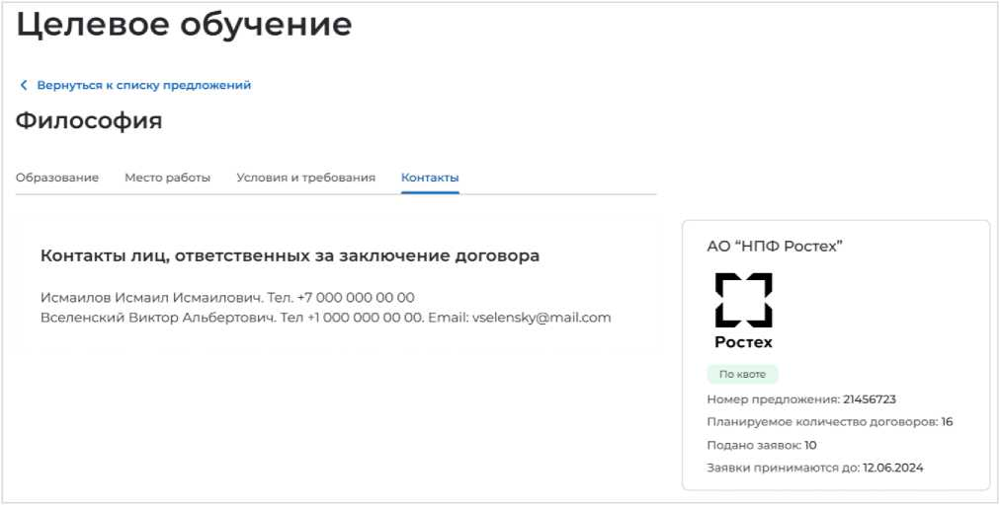 Целевое обучение
Вернуться к списку предложений
Философия
Образование Место работы Условия и требования Контакты
Контакты лиц, ответственных за заключение договора
Исмаилов Исмаил Исмаилович. Тел. +7 000 000 00 00
Вселенский Виктор Альбертович. Тел +1 000 000 00 00. Email: vselensky@mail.com
АО “НПФ Ростех”
Ростех
По квоте
Номер предложения: 21456723
Планируемое количество договоров: 16
Подано заявок: 10
Заявки принимаются до: 12.06.2024